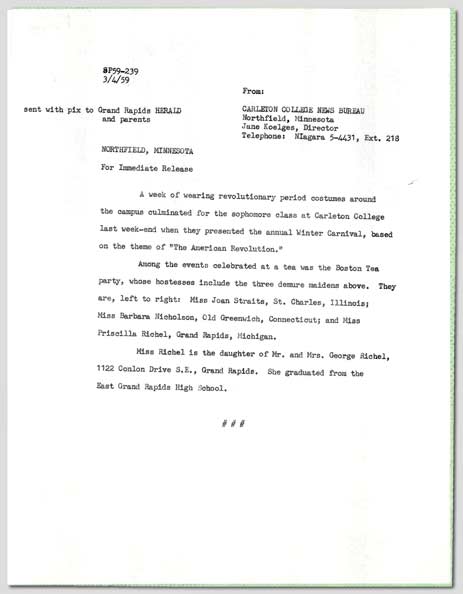 SP59-239
3/4/59
From:
sent with pix to Grand Rapids HERALD
and parents
CARLETON COLLEGE NEWS BUREAU
Northfield, Minnesota
Jane Koelges, Director
Telephone: NIagara 5-4431, Ext. 218
NORTHFIELD, MINNESOTA
For Immediate Release
A week of wearing revolutionary period costumes around
the campus culminated for the sophomore class at Carleton College
last week-end when they presented the annual Winter Carnival, based
on the theme of "The American Revolution."
Among the events celebrated at a tea was the Boston Tea
party, whose hostesses include the three demure maidens above. They
are, left to right: Miss Joan Straits, St. Charles, Illinois;
Miss Barbara Nicholson, Old Greenwich, Connecticut; and Miss
Priscilla Richel, Grand Rapids, Michigan.
Miss Richel is the daughter of Mr. and Mrs. George Richel,
1122 Conlon Drive S.E., Grand Rapids. She graduated from the
East Grand Rapids High School.
# # #